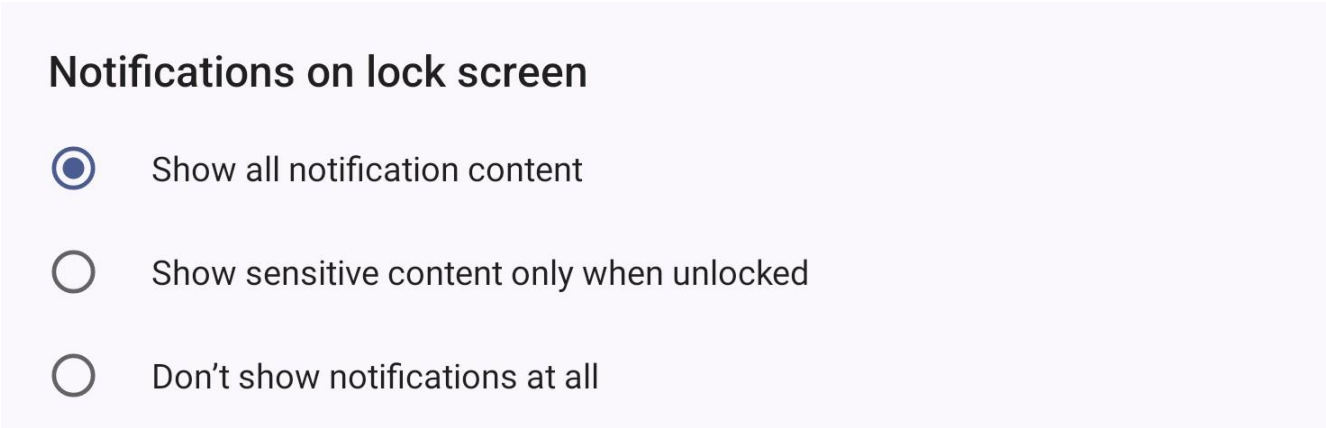 Notifications on lock screen
Show all notification content
Show sensitive content only when unlocked
Don’t show notifications at all